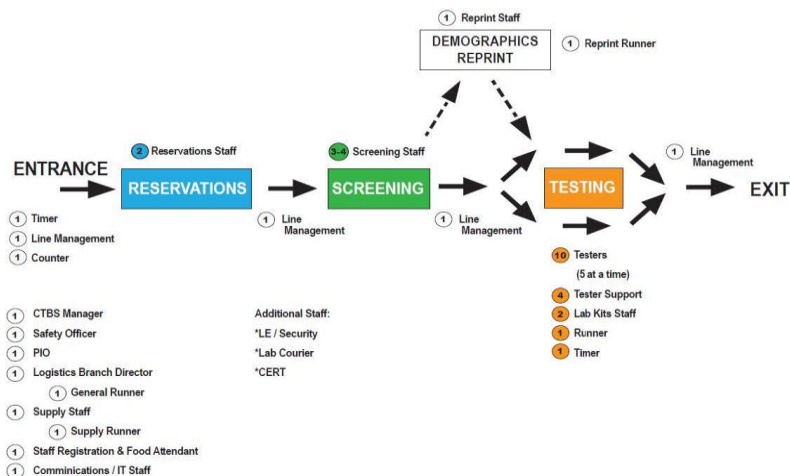 1 Reprint Staff
DEMOGRAPHICS
REPRINT
1 Reprint Runner
ENTRANCE
2 Reservations Staff
RESERVATIONS
3-4 Screening Staff
SCREENING
TESTING
1 Line
Management
EXIT
1 Timer
1 Line Management
1 Counter
1 Line
Management
1 Line
Management
10 Testers
(5 at a time)
4 Tester Support
2 Lab Kits Staff
1 Runner
1 Timer
1 CTBS Manager
1 Safety Officer
1 PIO
1 Logistics Branch Director
1 General Runner
1 Supply Staff
1 Supply Runner
1 Staff Registration & Food Attendant
1 Comminications / IT Staff
Additional Staff:
*LE / Security
*Lab Courier
*CERT